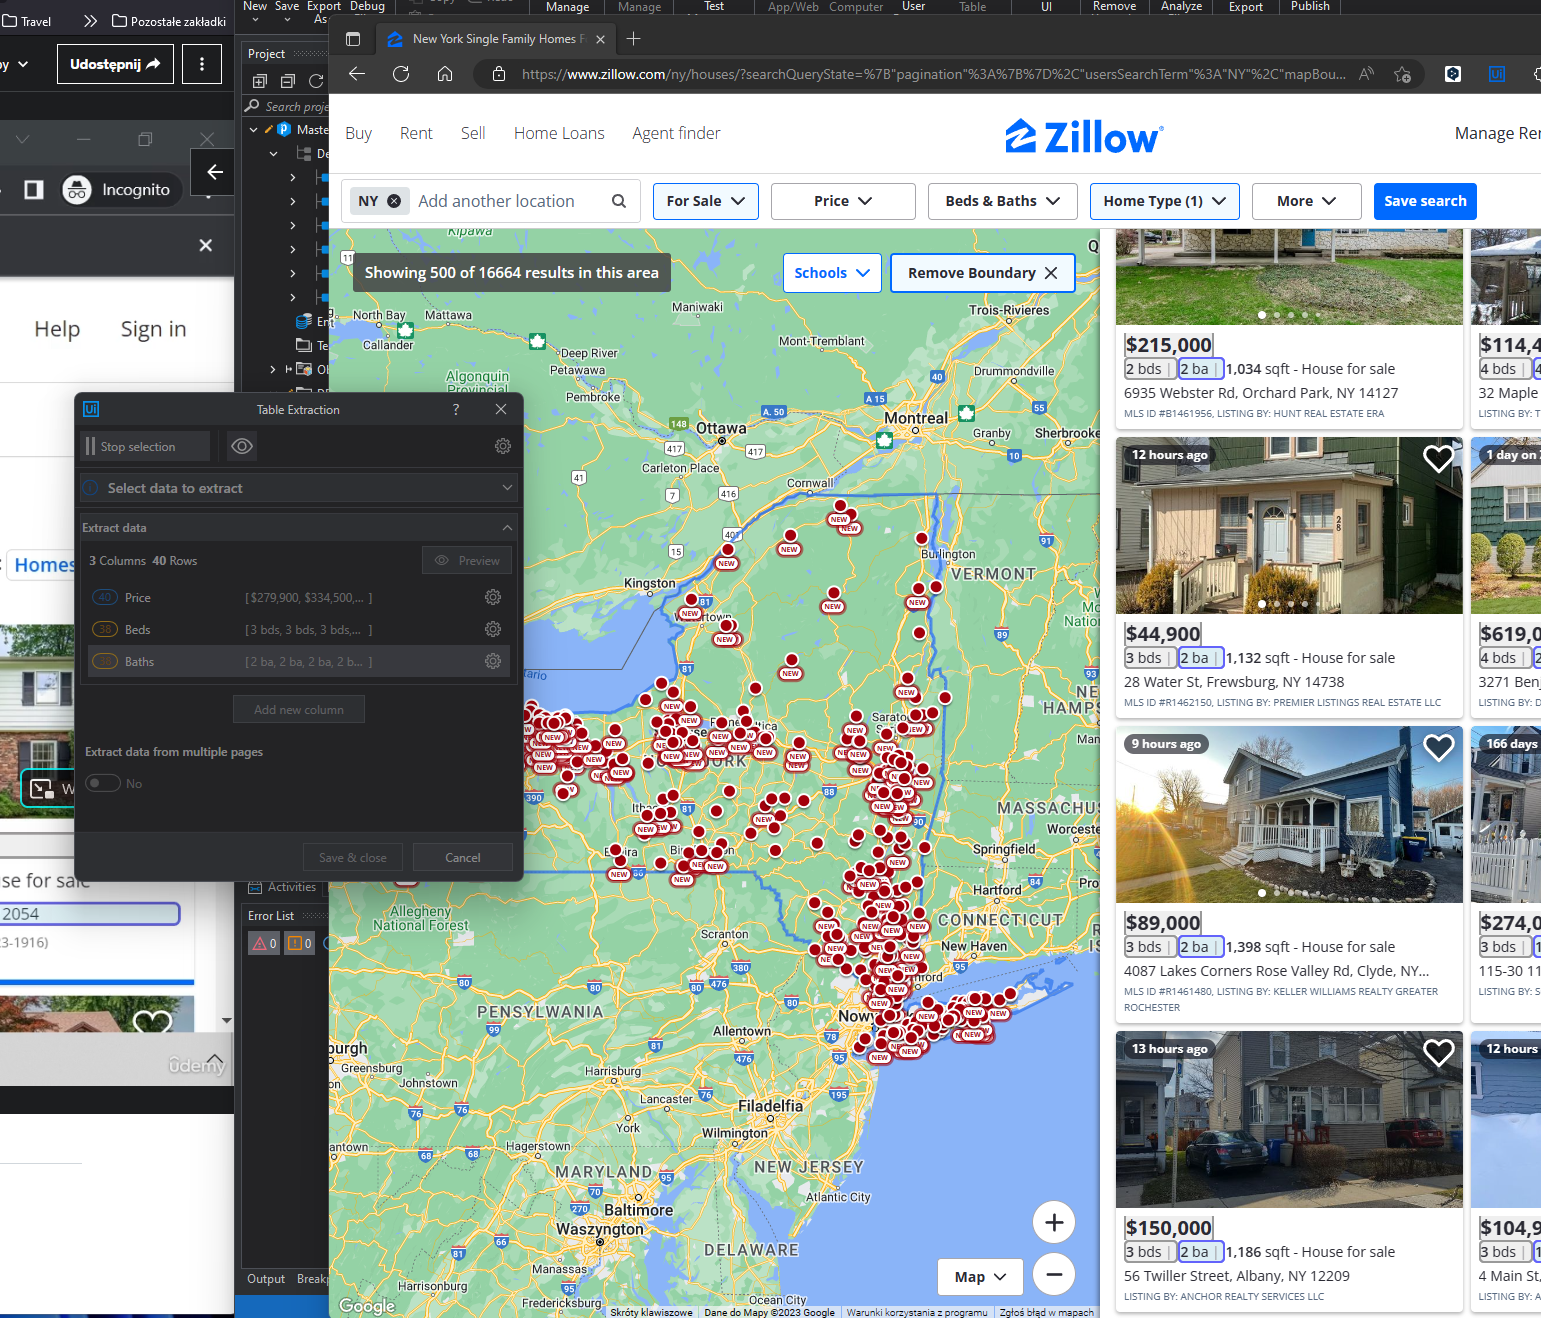 Travel
Pozostałe zakładki
New Save Export Debug
Manage
Manage
Test
App/Web Computer User Table
UI
Remove Analyze Export Publish
Udostępnij
Project
New York Single Family Homes F
https://www.zillow.com/ny/houses/?searchQueryState=%7B"pagination"%3A%7B%7D%2C"usersSearchTerm"%3A"NY"%2C"mapBou...
Incognito
Help Sign in
Buy Rent Sell Home Loans Agent finder
Zillow
Manage Ren
NY Add another location
For Sale
Price
Beds & Baths
Home Type (1)
More
Save search
Showing 500 of 16664 results in this area
Schools
Remove Boundary
Kipawa
North Bay
Mattawa
Callander
Maniwaki
Trois-Rivieres
Mont-Tremblant
Deep River
Petawawa
Algonquin
Provincial
Pembroke
Drummondville
Ottawa
Montreal
Granby
Sherbrooke
Carleton Place
Cornwall
Burlington
VERMONT
Kingston
Table Extraction
Stop selection
Select data to extract
Extract data
3 Columns 40 Rows
Preview
40 Price [ $279,900, $334,500,... ]
38 Beds [ 3 bds, 3 bds, 3 bds,... ]
Baths [ 2 ba, 2 ba, 2 ba, 2 b... ]
Add new column
Extract data from multiple pages
No
Save & close
Cancel
Homes
se for sale
2054
23-1916)
ûdemy
Activities
Error List
0 0
Output
MASSACHUS
Worceste
Springfield
Hartford
CONNECTICUT
New Haven
Allegheny
National Forest
Scranton
PENNSYLVANIA
Allentown
Greensburg
Johnstown
Harrisburg
Lancaster
York
Filadelfia
Wilmington
Hagerstown
MARYLAND
NEW JERSEY
Atlantic City
Baltimore
Waszyngton
DELAWARE
Manassas
Harrisonburg
Fredericksburg
Ocean City
Map
Google
Skróty klawiszowe Dane do Mapy ©2023 Google Warunki korzystania z programu Zgłoś błąd w mapach
$215,000
2 bds | 2 ba | 1,034 sqft - House for sale
6935 Webster Rd, Orchard Park, NY 14127
MLS ID #B1461956, LISTING BY: HUNT REAL ESTATE ERA
$114,4
4 bds |
32 Maple
LISTING BY: T
12 hours ago
28
$44,900
3 bds | 2 ba | 1,132 sqft - House for sale
28 Water St, Frewsburg, NY 14738
MLS ID #R1462150, LISTING BY: PREMIER LISTINGS REAL ESTATE LLC
1 day on
$619,0
4 bds |
3271 Ben
LISTING BY: D
9 hours ago
$89,000
3 bds | 2 ba | 1,398 sqft - House for sale
4087 Lakes Corners Rose Valley Rd, Clyde, NY...
MLS ID #R1461480, LISTING BY: KELLER WILLIAMS REALTY GREATER
ROCHESTER
166 days
$274,0
3 bds |
115-30 11
LISTING BY: S
13 hours ago
$150,000
3 bds | 2 ba | 1,186 sqft - House for sale
56 Twiller Street, Albany, NY 12209
LISTING BY: ANCHOR REALTY SERVICES LLC
12 hours
$104,9
3 bds |
4 Main St,
LISTING BY: A